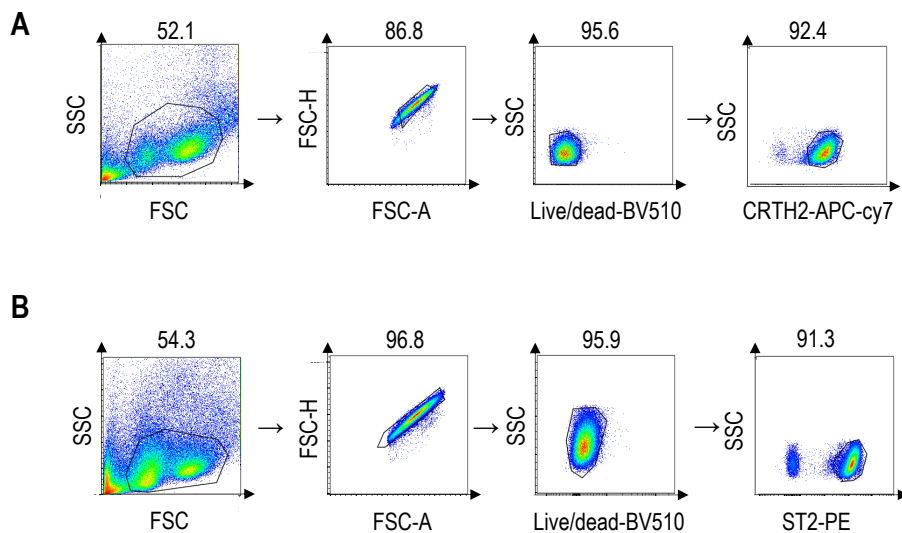 A
52.1
86.8
95.6
92.4
SSC
FSC-H
SSC
SSC
FSC
FSC-A
Live/dead-BV510
CRTH2-APC-cy7
B
54.3
96.8
95.9
91.3
SSC
FSC-H
SSC
SSC
FSC
FSC-A
Live/dead-BV510
ST2-PE